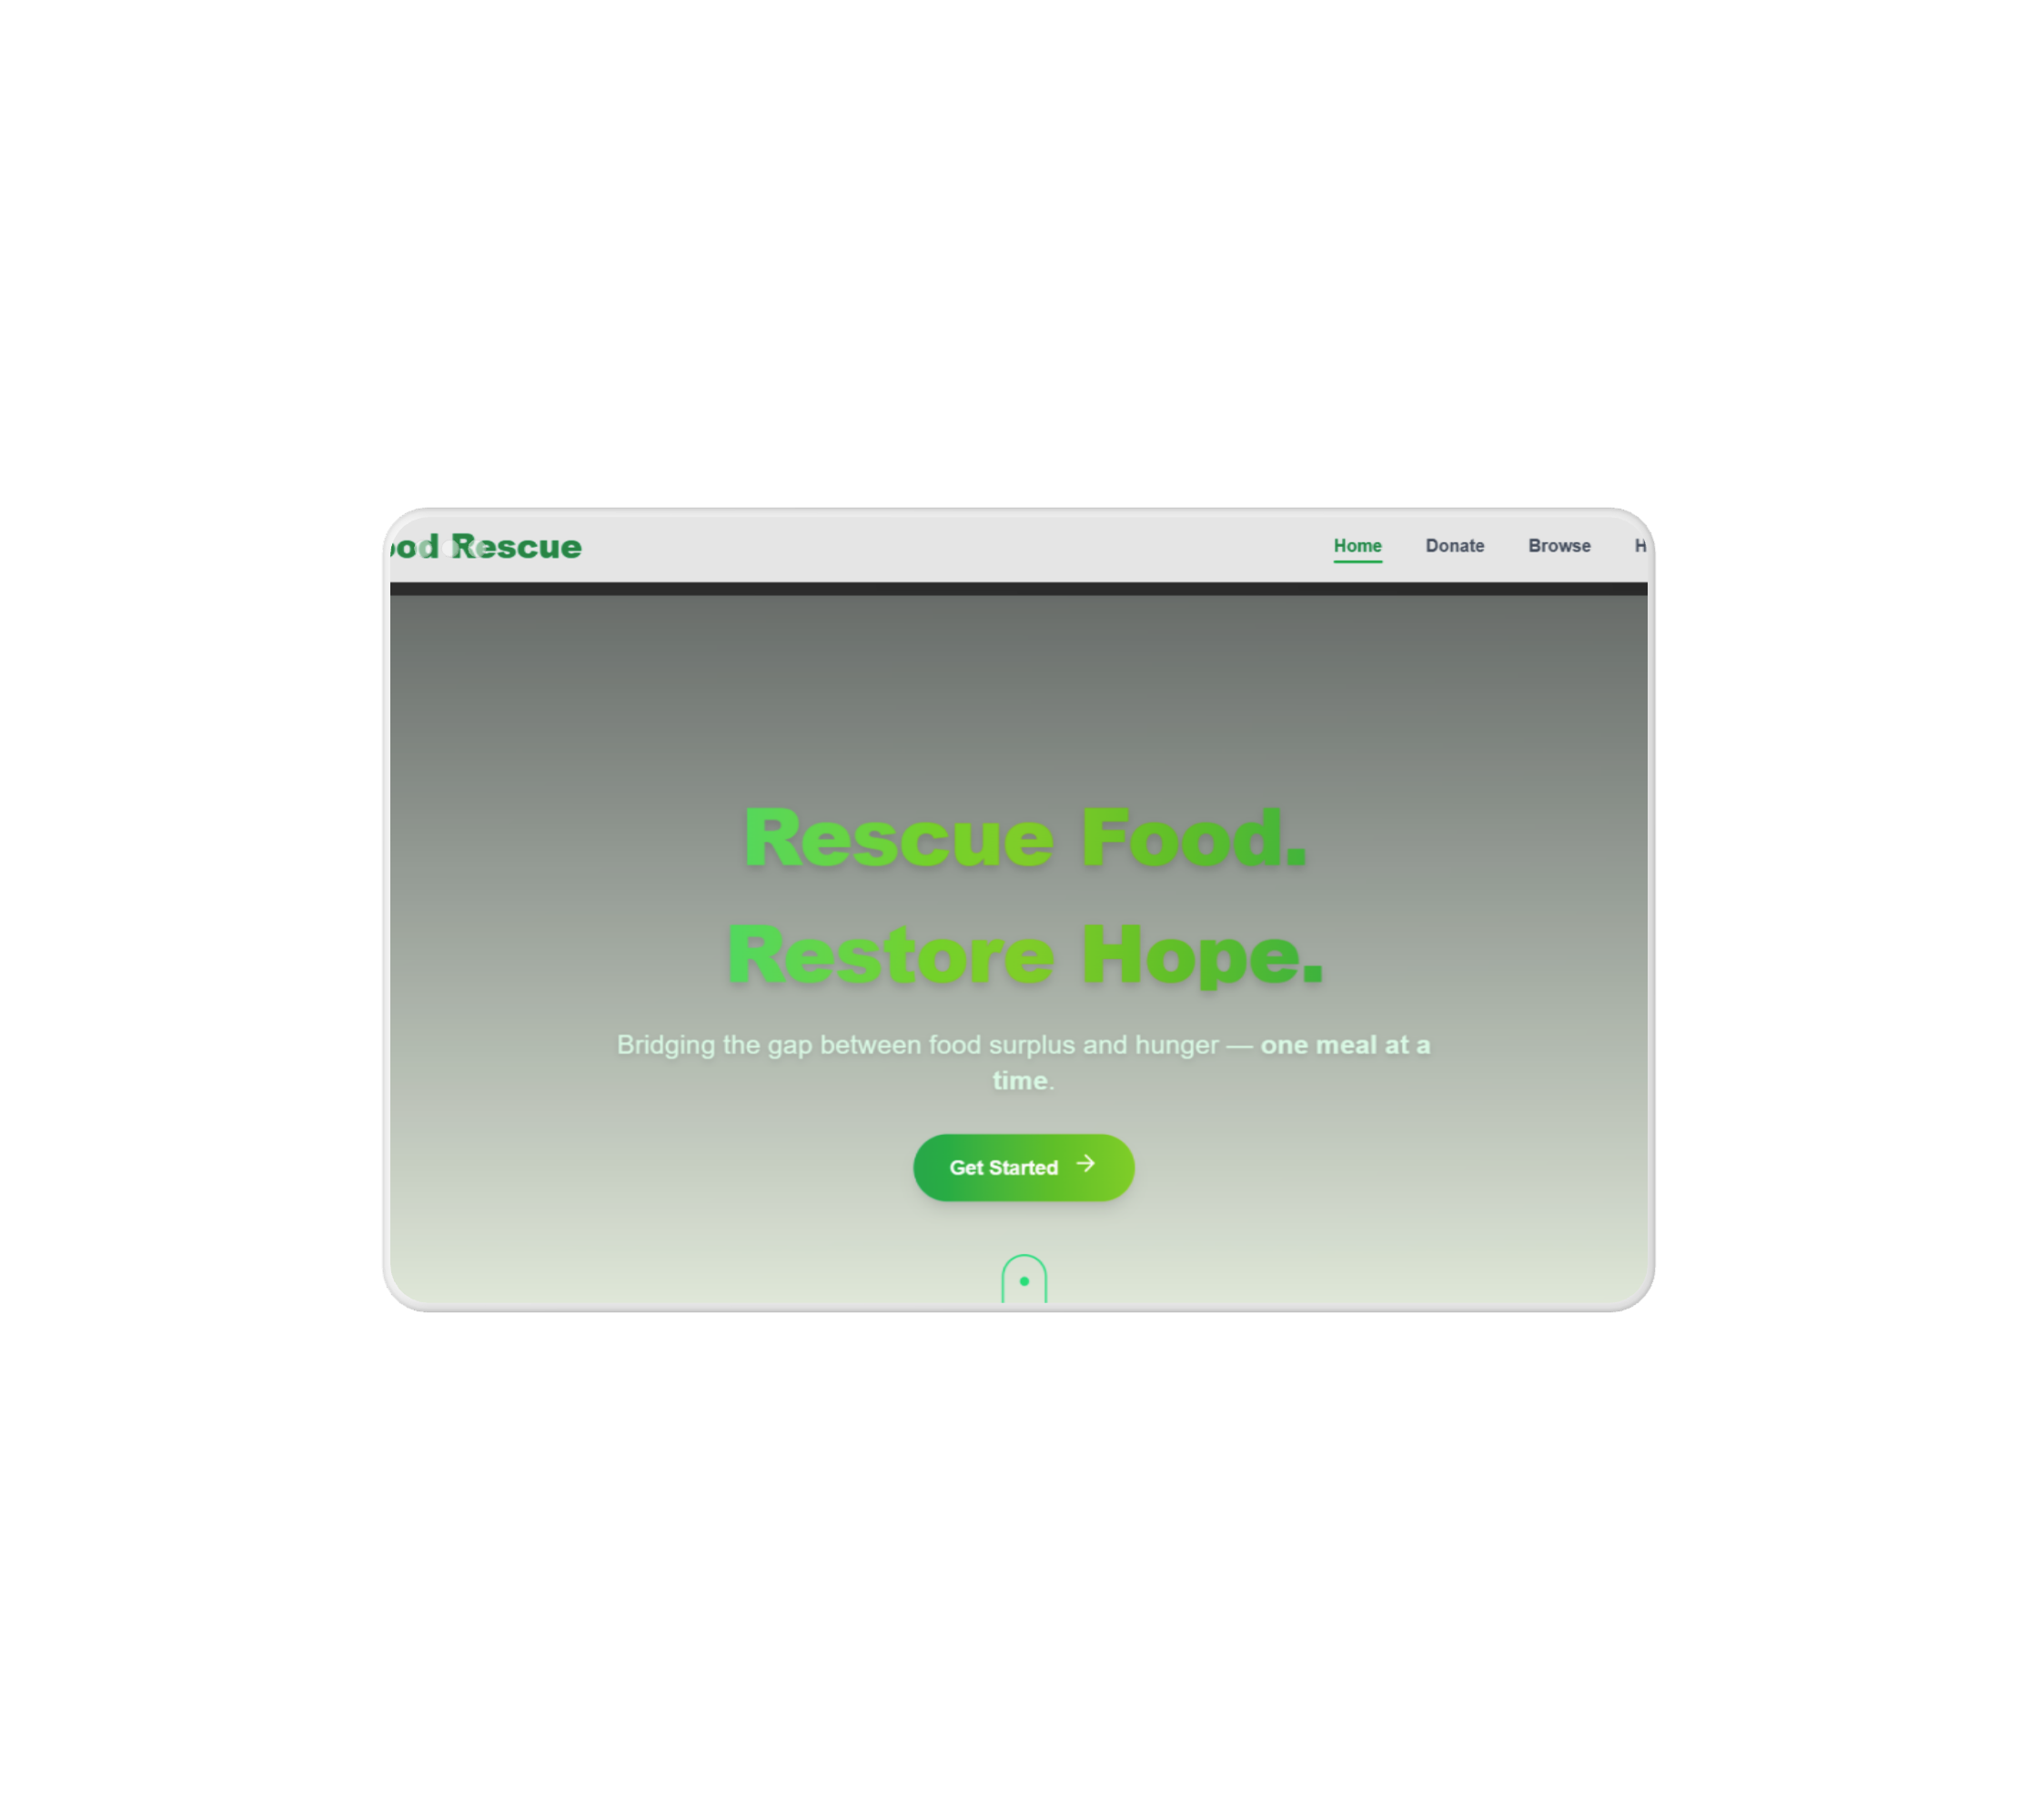 ood Rescue
Home Donate Browse H
Rescue Food.
Restore Hope.
Bridging the gap between food surplus and hunger — one meal at a
time.
Get Started →